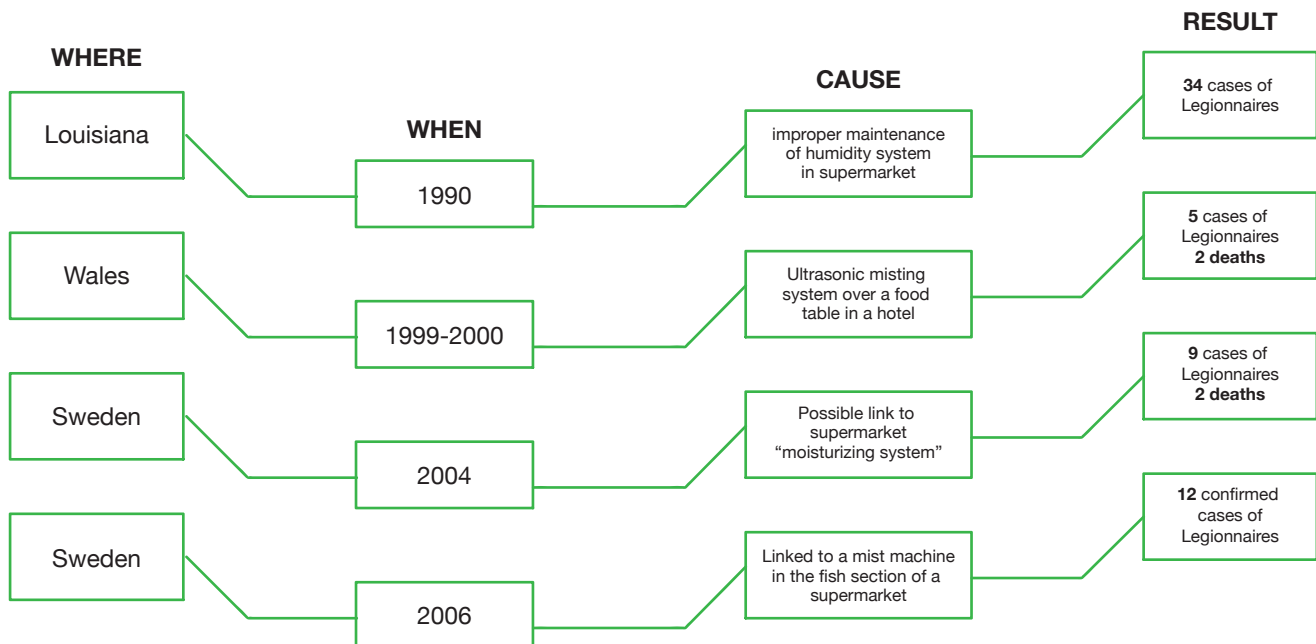 WHERE
WHEN
CAUSE
RESULT
Louisiana
1990
improper maintenance
of humidity system
in supermarket
34 cases of
Legionnaires
Wales
1999-2000
Ultrasonic misting
system over a food
table in a hotel
5 cases of
Legionnaires
2 deaths
Sweden
2004
Possible link to
supermarket
“moisturizing system”
9 cases of
Legionnaires
2 deaths
Sweden
2006
Linked to a mist machine
in the fish section of a
supermarket
12 confirmed
cases of
Legionnaires